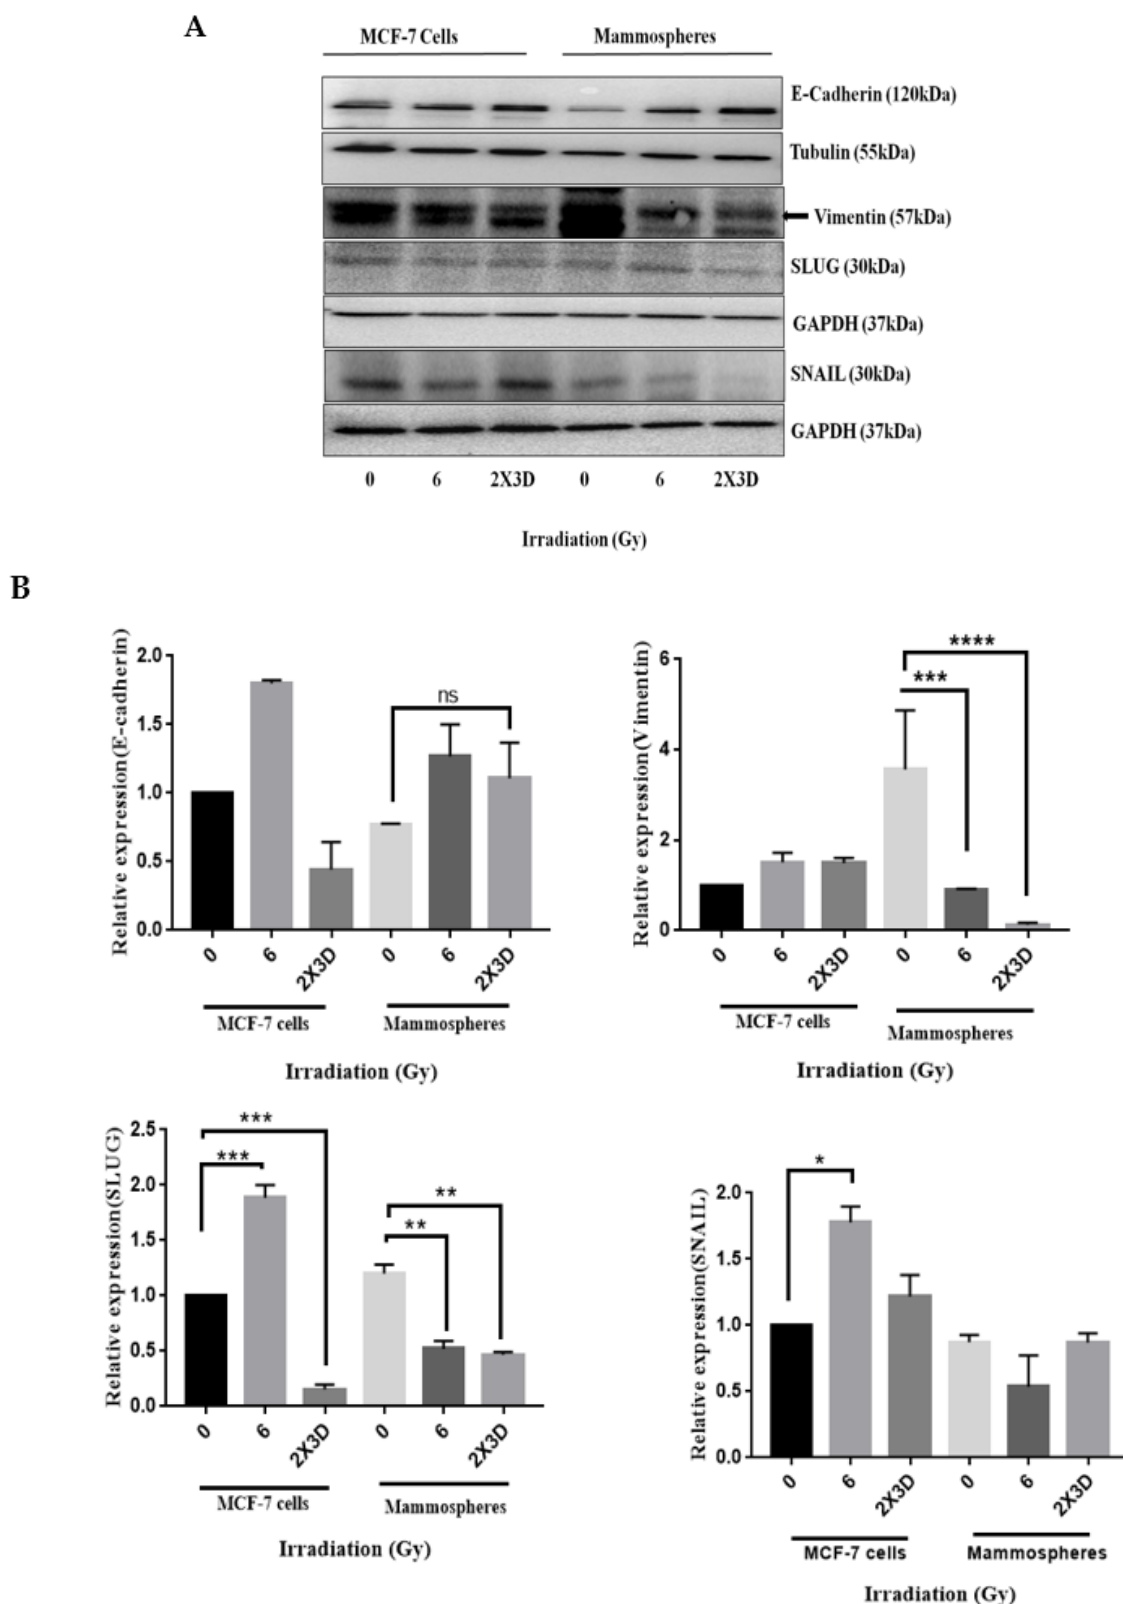 A
MCF-7 Cells Mammospheres
E-Cadherin (120kDa)
Tubulin (55kDa)
Vimentin (57kDa)
SLUG (30kDa)
GAPDH (37kDa)
SNAIL (30kDa)
GAPDH (37kDa)
0 6 2X3D 0 6 2X3D
Irradiation (Gy)
B
Relative expression(E-cadherin)
2.0
1.5
1.0
0.5
0.0
ns
0 6 2X3D 0 6 2X3D
MCF-7 cells Mammospheres
Irradiation (Gy)
Relative expression(Vimentin)
6
4
2
0
****
***
0 6 2X3D 0 6 2X3D
MCF-7 cells Mammospheres
Irradiation (Gy)
Relative expression(SLUG)
2.5
2.0
1.5
1.0
0.5
0.0
***
***
**
**
0 6 2X3D 0 6 2X3D
MCF-7 cells Mammospheres
Irradiation (Gy)
Relative expression(SNAIL)
2.0
1.5
1.0
0.5
0.0
*
0 6 2X3D 0 6 2X3D
MCF-7 cells Mammospheres
Irradiation (Gy)